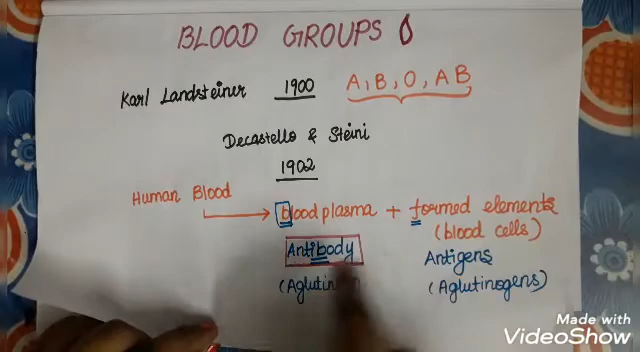 BLOOD GROUPS
Karl Landsteiner 1900 A, B, O, AB
Decastello & Steini
1902
Human Blood
blood plasma + formed elements
(blood cells)
Antibody Antigens
(Aglutinogens)
Made with
VideoShow